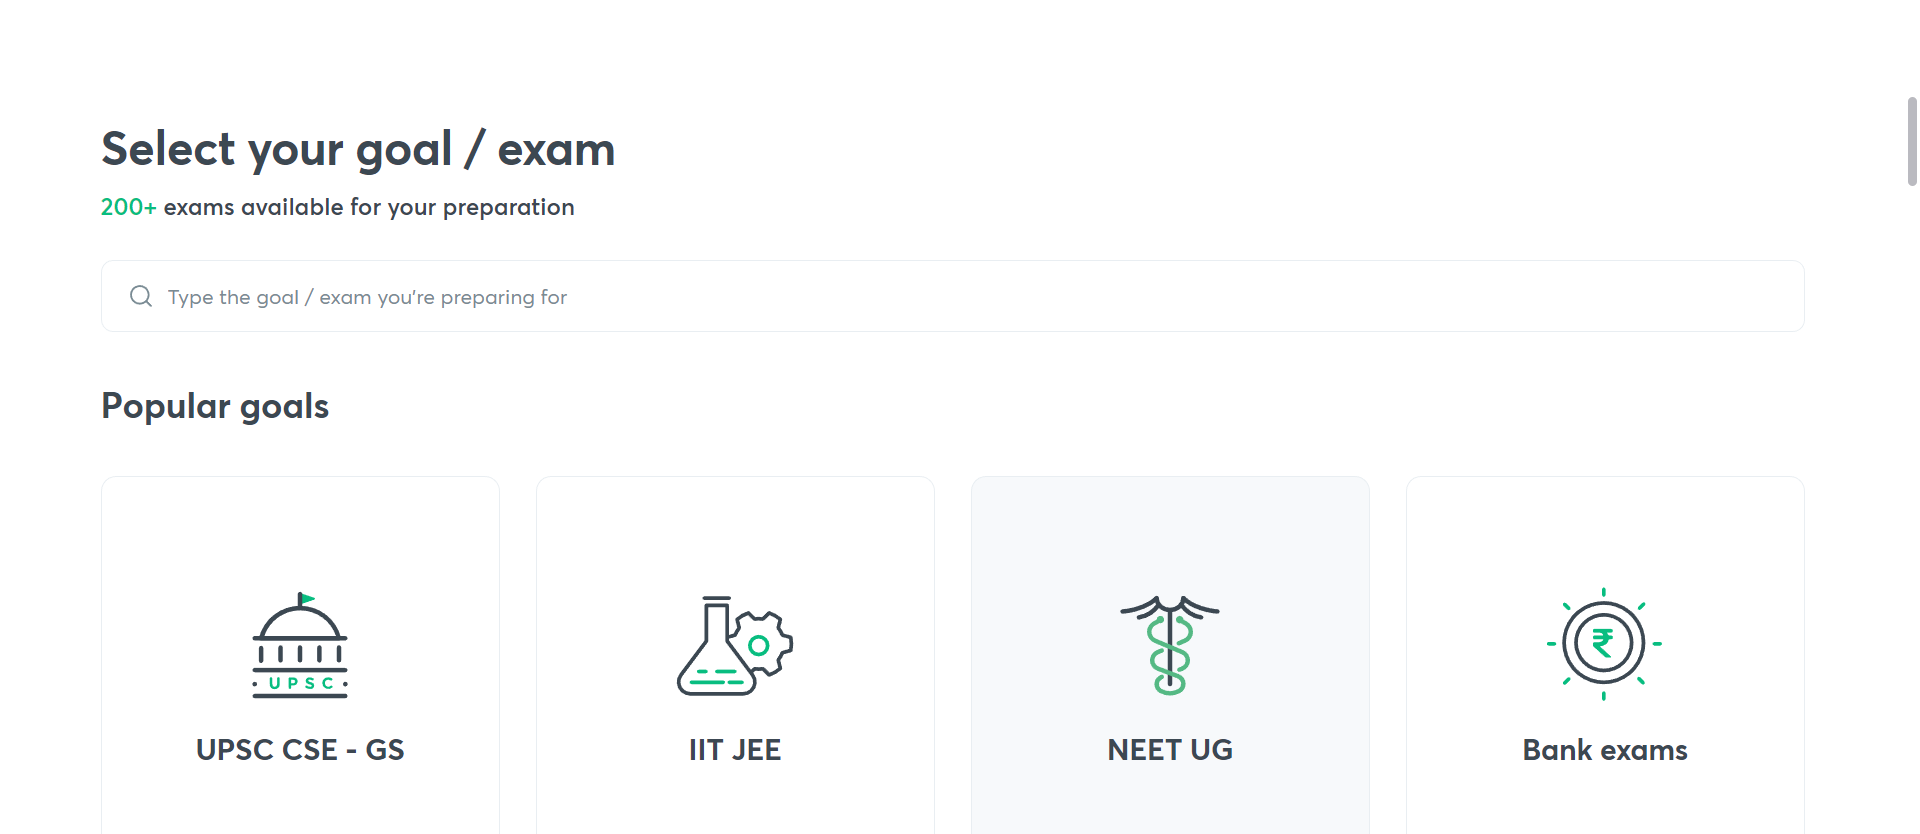 Select your goal / exam
200+ exams available for your preparation
Type the goal / exam you're preparing for
Popular goals
UPSC
₹
UPSC CSE - GS
IIT JEE
NEET UG
Bank exams